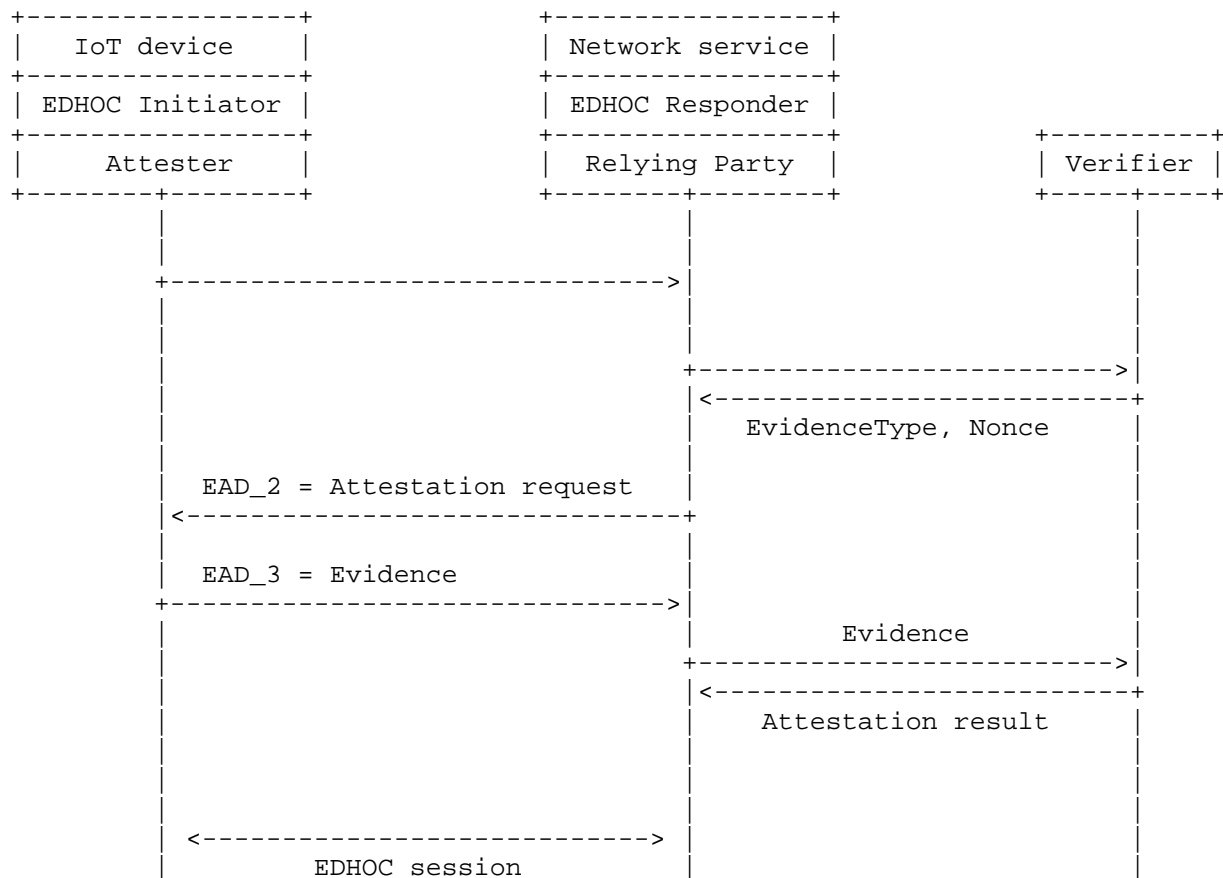 IoT device Network service
EDHOC Initiator EDHOC Responder
Attester Relying Party Verifier
EvidenceType, Nonce
EAD_2 = Attestation request
EAD_3 = Evidence
Evidence
Attestation result
EDHOC session